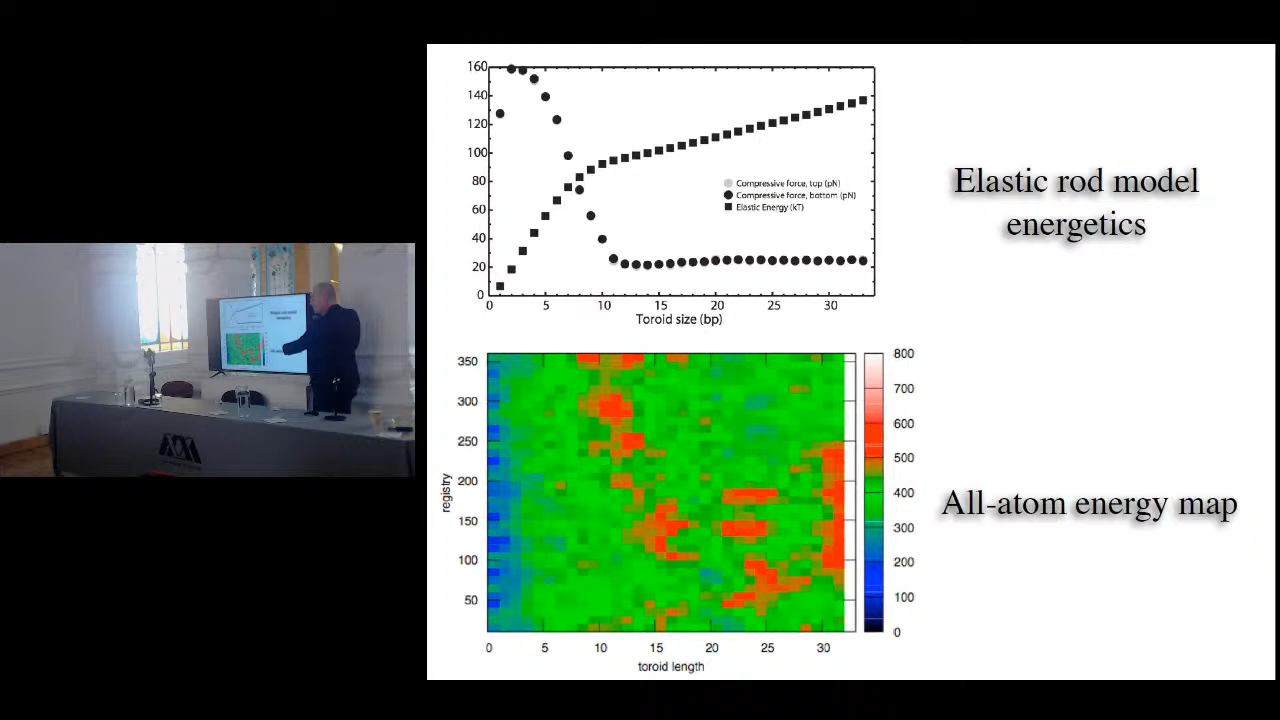 160
140
120
100
80
60
40
20
0
0 5 10 15 20 25 30
Toroid size (bp)
Compressive force, top (pN)
Compressive force, bottom (pN)
Elastic Energy (kT)
Elastic rod model
energetics
350
300
250
200
150
100
50
registry
0 5 10 15 20 25 30
toroid length
800
700
600
500
400
300
200
100
0
All-atom energy map